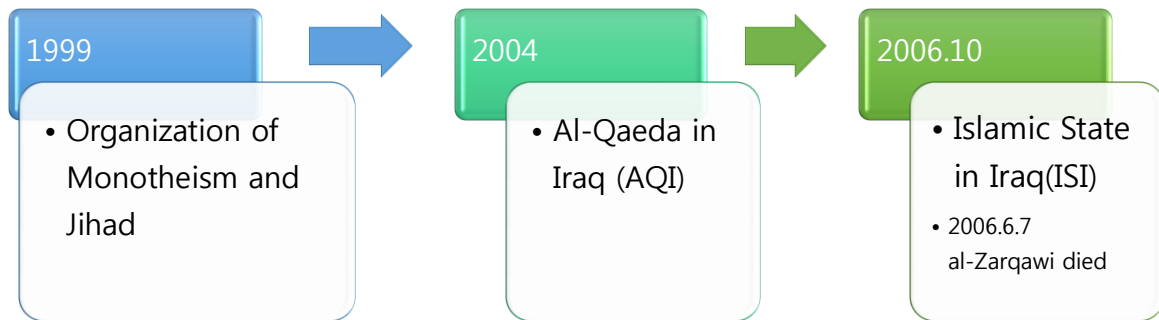 1999
• Organization of
Monotheism and
Jihad
2004
• Al-Qaeda in
Iraq (AQI)
2006.10
• Islamic State
in Iraq(ISI)
• 2006.6.7
al-Zarqawi died